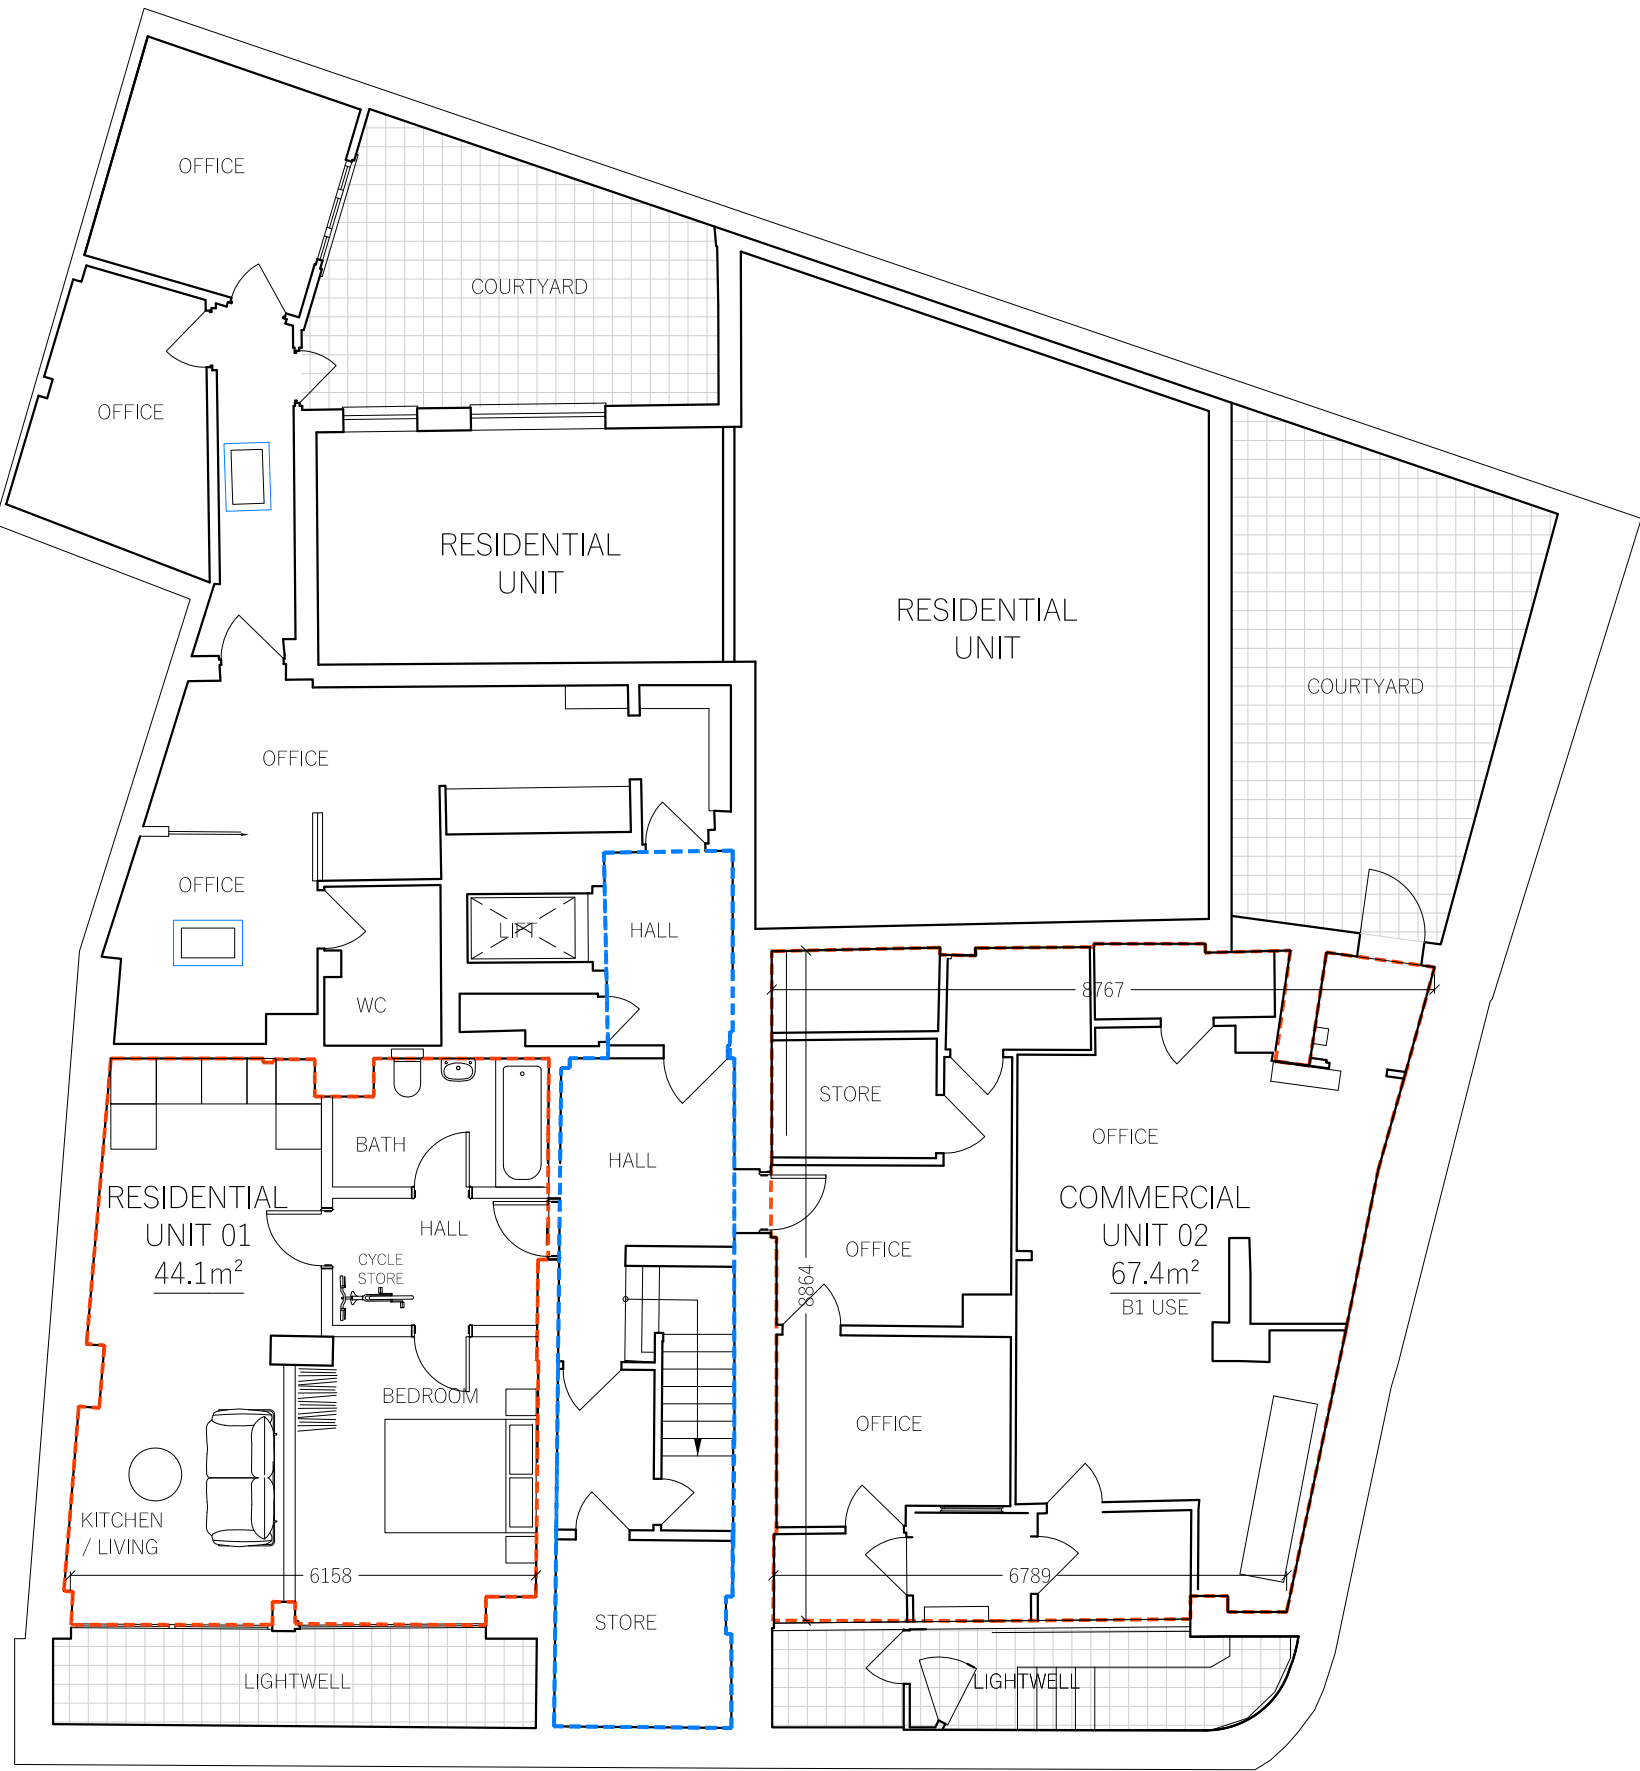 OFFICE
COURTYARD
OFFICE
RESIDENTIAL
UNIT
RESIDENTIAL
UNIT
COURTYARD
OFFICE
OFFICE
LIFT
HALL
WC
8767
STORE
OFFICE
BATH
HALL
RESIDENTIAL
UNIT 01
44.1m²
HALL
CYCLE
STORE
COMMERCIAL
UNIT 02
67.4m²
B1 USE
OFFICE
8864
BEDROOM
OFFICE
KITCHEN
/ LIVING
6158
6789
STORE
LIGHTWELL
LIGHTWELL